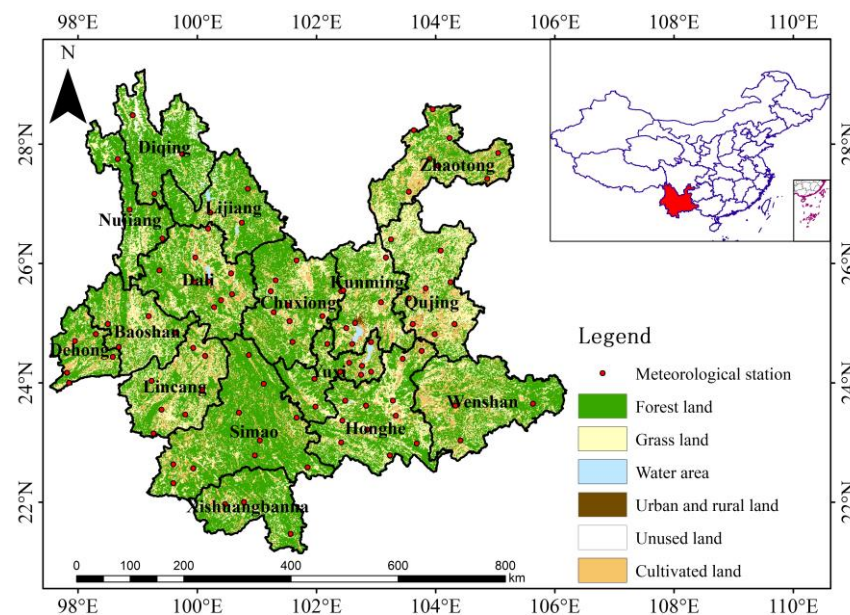 98°E 100°E 102°E 104°E 106°E 108°E 110°E
N
28°N 28°N
26°N 26°N
24°N 24°N
22°N 22°N
Diqing
Zhaotong
Nujiang
Lijiang
Dali
Kunming
Chuxiong
Qujing
Baoshan
Dehong
Yuxi
Lincang
Wenshan
Simao
Honghe
Xishuangbanna
Legend
Meteorological station
Forest land
Grass land
Water area
Urban and rural land
Unused land
Cultivated land
0 100 200 400 600 800
km
98°E 100°E 102°E 104°E 106°E 108°E 110°E